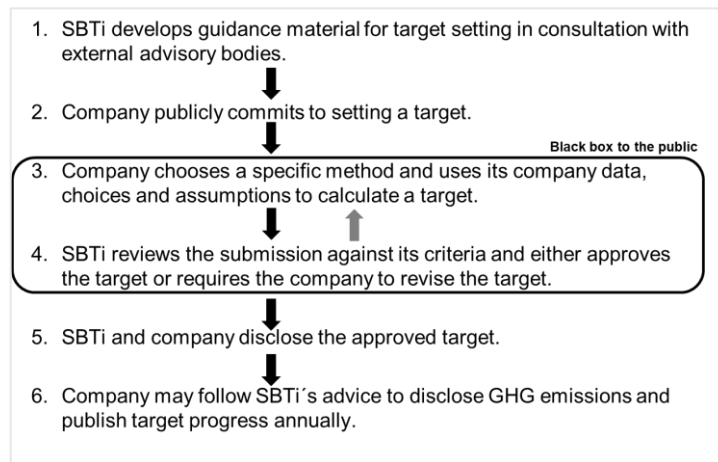 1. SBTi develops guidance material for target setting in consultation with
external advisory bodies.
2. Company publicly commits to setting a target.
Black box to the public
3. Company chooses a specific method and uses its company data,
choices and assumptions to calculate a target.
4. SBTi reviews the submission against its criteria and either approves
the target or requires the company to revise the target.
5. SBTi and company disclose the approved target.
6. Company may follow SBTi´s advice to disclose GHG emissions and
publish target progress annually.